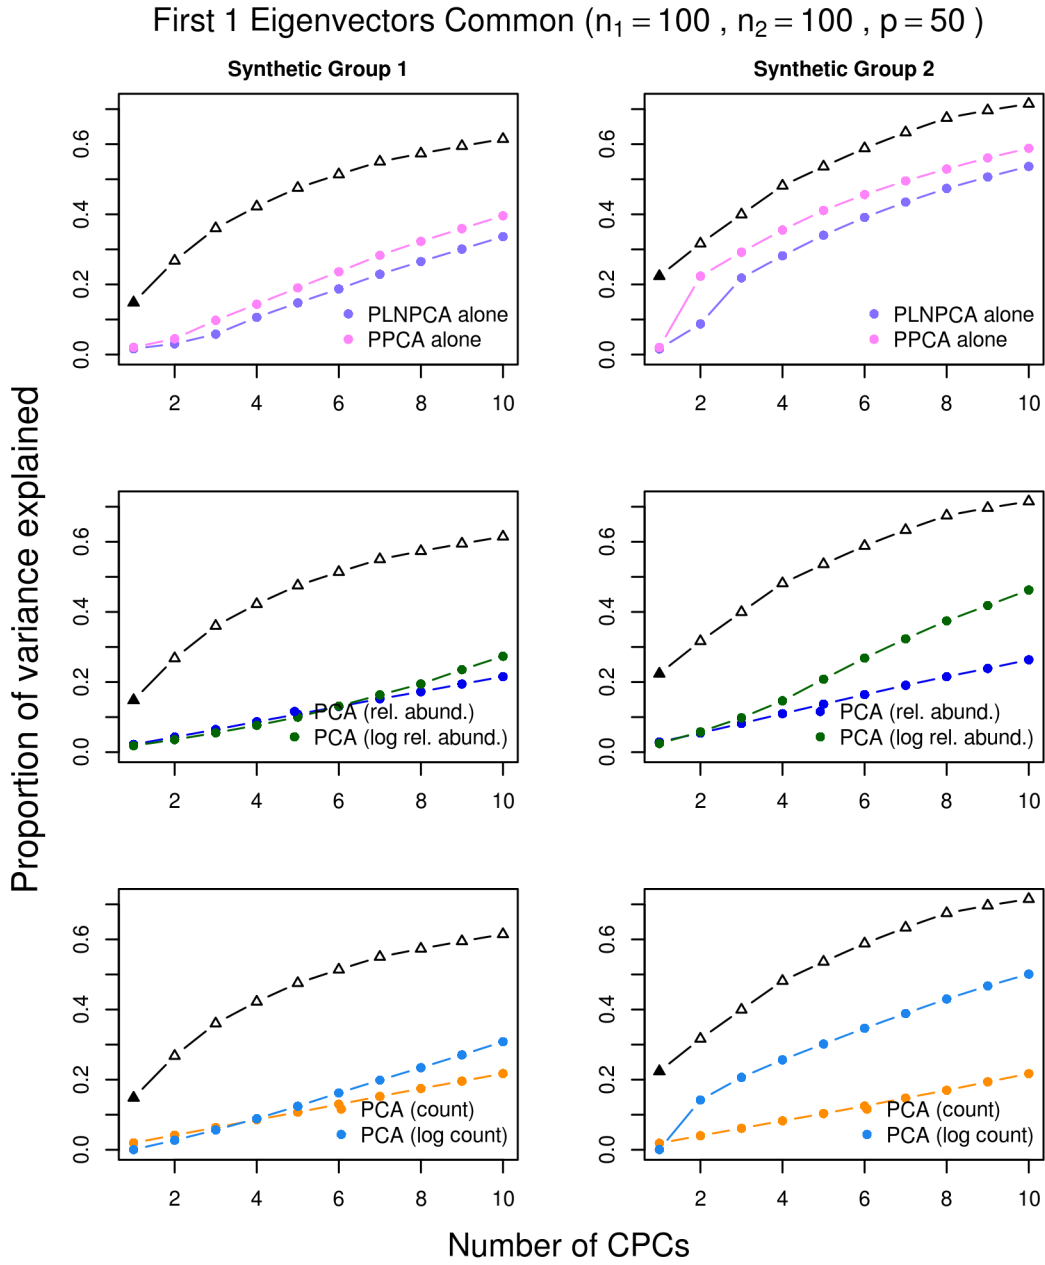 First 1 Eigenvectors Common (n1 = 100 , n2 = 100 , p = 50 )
Synthetic Group 1
0.0 0.2 0.4 0.6
PLNPCA alone
PPCA alone
2 4 6 8 10
Synthetic Group 2
0.0 0.2 0.4 0.6
PLNPCA alone
PPCA alone
2 4 6 8 10
Proportion of variance explained
0.0 0.2 0.4 0.6
PCA (rel. abund.)
PCA (log rel. abund.)
2 4 6 8 10
0.0 0.2 0.4 0.6
PCA (rel. abund.)
PCA (log rel. abund.)
2 4 6 8 10
0.0 0.2 0.4 0.6
PCA (count)
PCA (log count)
2 4 6 8 10
0.0 0.2 0.4 0.6
PCA (count)
PCA (log count)
2 4 6 8 10
Number of CPCs